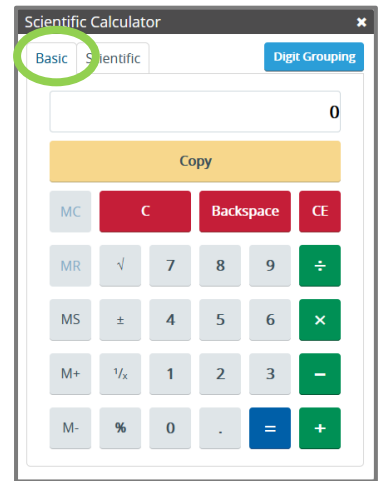 Scientific Calculator ×
Basic Scientific Digit Grouping
0
Copy
MC C Backspace CE
MR √ 7 8 9 ÷
MS ± 4 5 6 ×
M+ 1/x 1 2 3 −
M- % 0 . = +